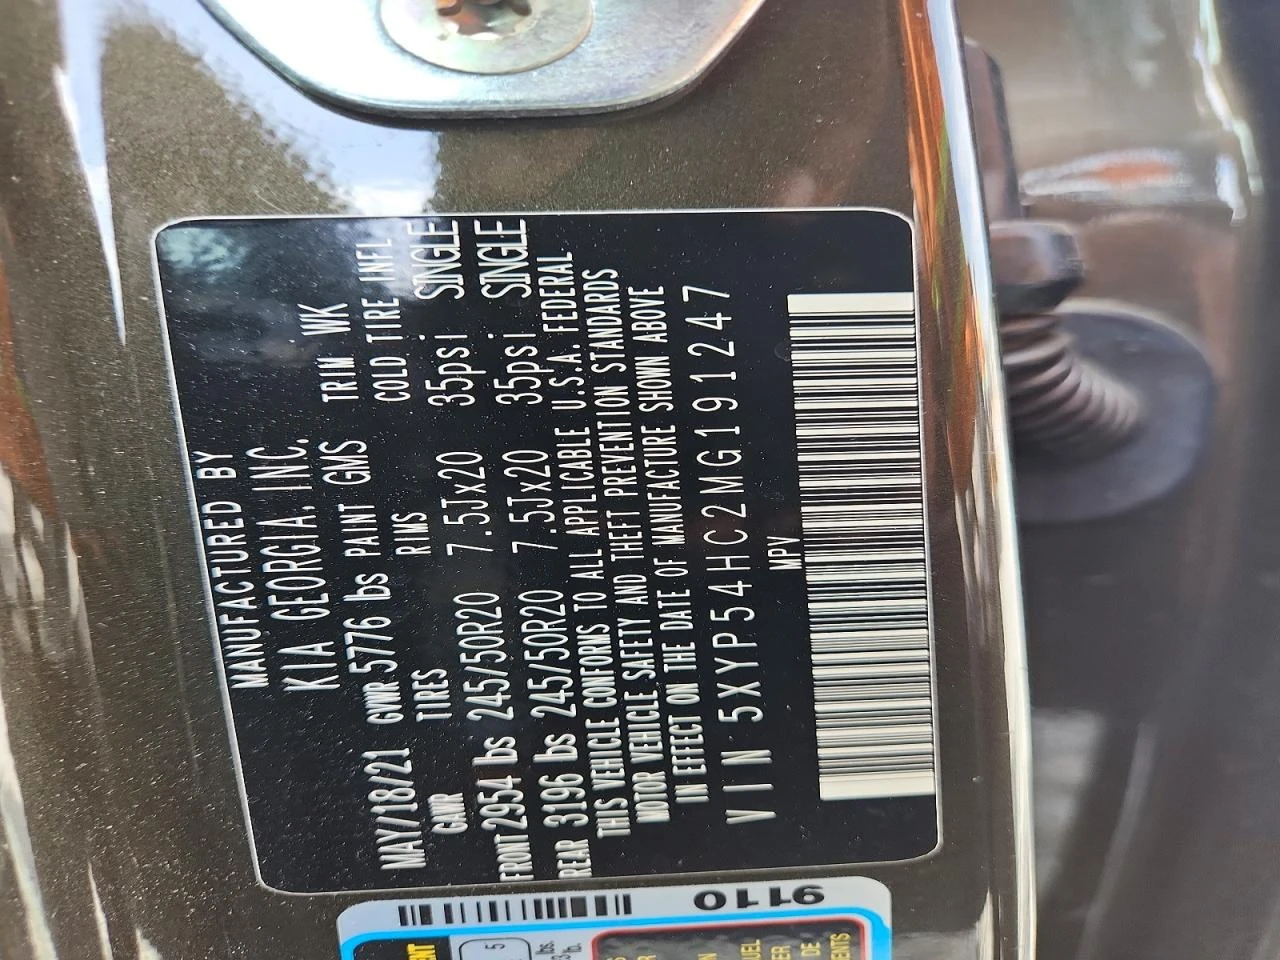 MANUFACTURED BY
KIA GEORGIA, INC.
MAY/18/21 GVWR 5776 lbs PAINT GMS TRIM WK
GAWR TIRES RIMS COLD TIRE INFL
FRONT 2954 lbs 245/50R20 7.5Jx20 35psi SINGLE
REAR 3196 lbs 245/50R20 7.5Jx20 35psi SINGLE
THIS VEHICLE CONFORMS TO ALL APPLICABLE U.S.A. FEDERAL
MOTOR VEHICLE SAFETY AND THEFT PREVENTION STANDARDS
IN EFFECT ON THE DATE OF MANUFACTURE SHOWN ABOVE
VIN 5XYP54HC2MG191247
MPV
9110